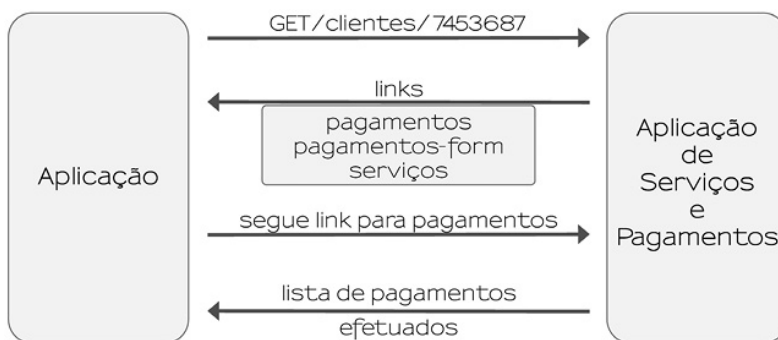 GET/clientes/7453687
links
pagamentos
pagamentos-form
serviços
Aplicação
segue link para pagamentos
lista de pagamentos
efetuados
Aplicação
de
Serviços
e
Pagamentos